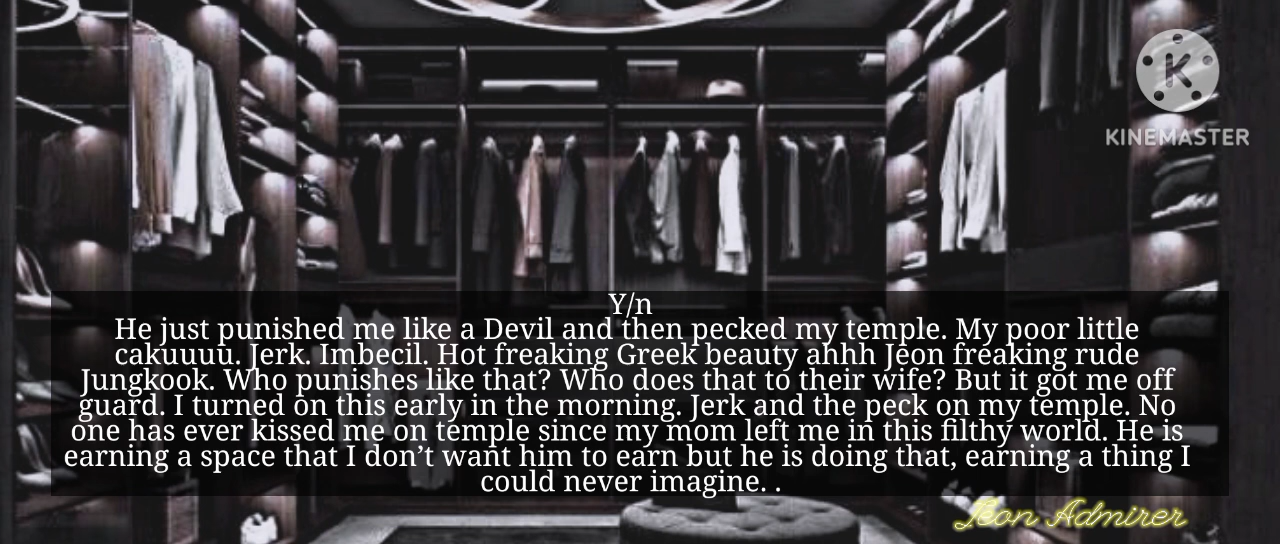 K
KINEMASTER
Y/n
He just punished me like a Devil and then pecked my temple. My poor little
cakuuuu. Jerk. Imbecil. Hot freaking Greek beauty ahhh Jeon freaking rude
Jungkook. Who punishes like that? Who does that to their wife? But it got me off
guard. I turned on this early in the morning. Jerk and the peck on my temple. No
one has ever kissed me on temple since my mom left me in this filthy world. He is
earning a space that I don’t want him to earn but he is doing that, earning a thing I
could never imagine. .
Jeon Admirer